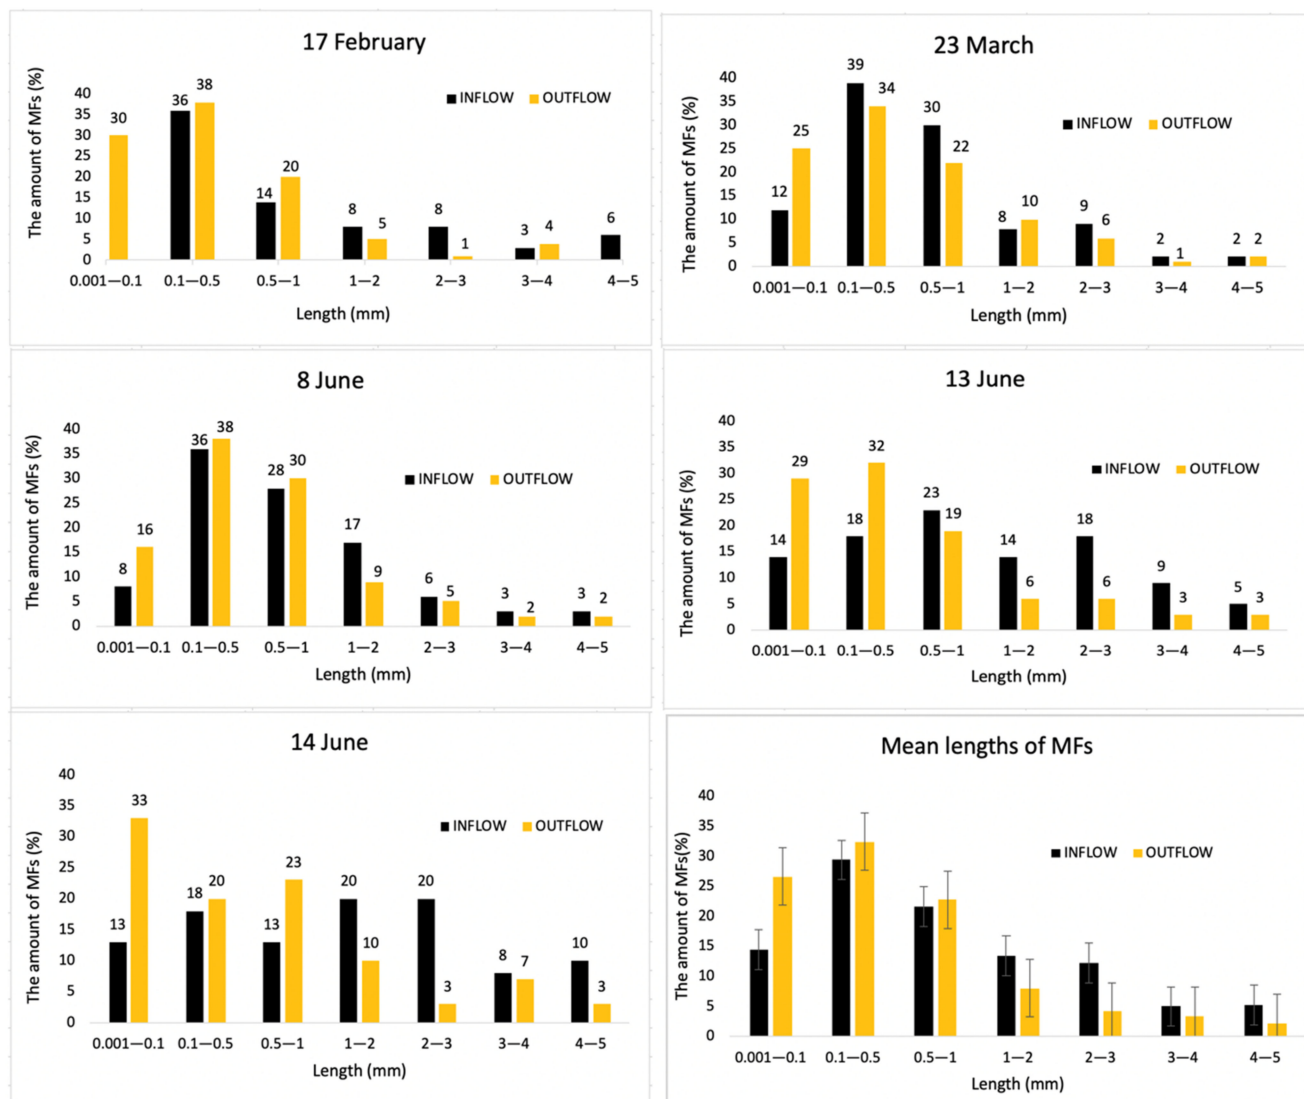 17 February
The amount of MFs (%)
INFLOW OUTFLOW
40
35
30
25
20
15
10
5
0
30
36 38
14 20
8 5
8 1
3 4
6
0.001—0.1 0.1—0.5 0.5—1 1—2 2—3 3—4 4—5
Length (mm)
23 March
The amount of MFs (%)
INFLOW OUTFLOW
40
35
30
25
20
15
10
5
0
12 25
39 34
30 22
8 10
9 6
2 1
2 2
0.001—0.1 0.1—0.5 0.5—1 1—2 2—3 3—4 4—5
Length (mm)
8 June
The amount of MFs (%)
INFLOW OUTFLOW
40
35
30
25
20
15
10
5
0
8 16
36 38
28 30
17 9
6 5
3 2
3 2
0.001—0.1 0.1—0.5 0.5—1 1—2 2—3 3—4 4—5
Length (mm)
13 June
The amount of MFs (%)
INFLOW OUTFLOW
40
35
30
25
20
15
10
5
0
14 29
18 32
23 19
14 6
18 6
9 3
5 3
0.001—0.1 0.1—0.5 0.5—1 1—2 2—3 3—4 4—5
Length (mm)
14 June
The amount of MFs (%)
INFLOW OUTFLOW
40
35
30
25
20
15
10
5
0
13 33
18 20
13 23
20 10
20 3
8 7
10 3
0.001—0.1 0.1—0.5 0.5—1 1—2 2—3 3—4 4—5
Length (mm)
Mean lengths of MFs
The amount of MFs(%)
INFLOW OUTFLOW
40
35
30
25
20
15
10
5
0
0.001—0.1 0.1—0.5 0.5—1 1—2 2—3 3—4 4—5
Length (mm)